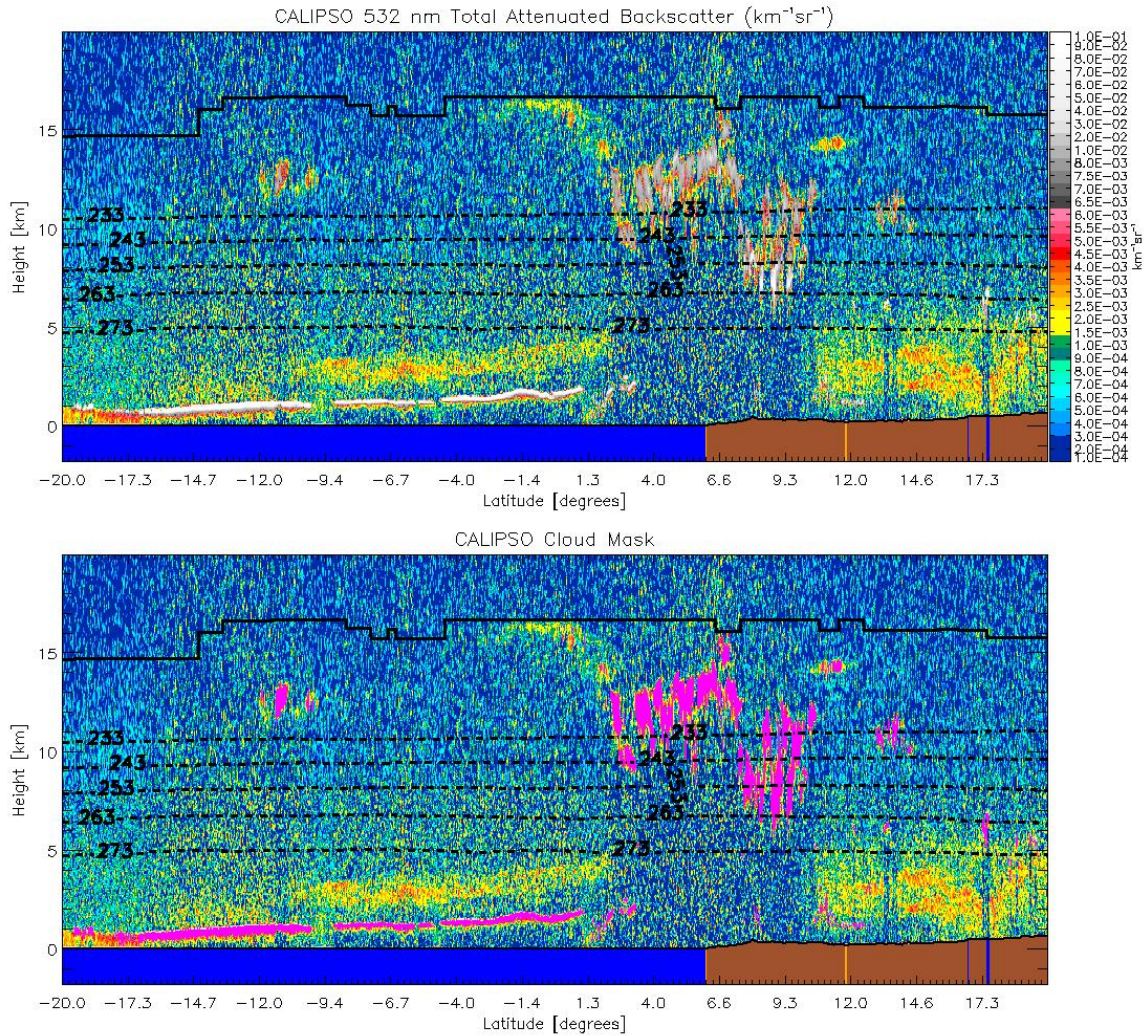 CALIPSO 532 nm Total Attenuated Backscatter (km⁻¹sr⁻¹)
Height [km]
15
10
5
0
233
243
253
263
273
233
243
253
263
273
-20.0 -17.3 -14.7 -12.0 -9.4 -6.7 -4.0 -1.4 1.3 4.0 6.6 9.3 12.0 14.6 17.3
Latitude [degrees]
1.0E-01
9.0E-02
8.0E-02
7.0E-02
6.0E-02
5.0E-02
4.0E-02
3.0E-02
2.0E-02
1.0E-02
9.5E-03
8.0E-03
7.5E-03
7.0E-03
6.5E-03
6.0E-03
5.5E-03
5.0E-03
4.5E-03
4.0E-03
3.5E-03
3.0E-03
2.5E-03
2.0E-03
1.5E-03
1.0E-03
9.0E-04
8.0E-04
7.0E-04
6.0E-04
5.0E-04
4.0E-04
3.0E-04
2.0E-04
1.0E-04
km⁻¹sr⁻¹
CALIPSO Cloud Mask
Height [km]
15
10
5
0
233
243
253
263
273
233
243
253
263
273
-20.0 -17.3 -14.7 -12.0 -9.4 -6.7 -4.0 -1.4 1.3 4.0 6.6 9.3 12.0 14.6 17.3
Latitude [degrees]